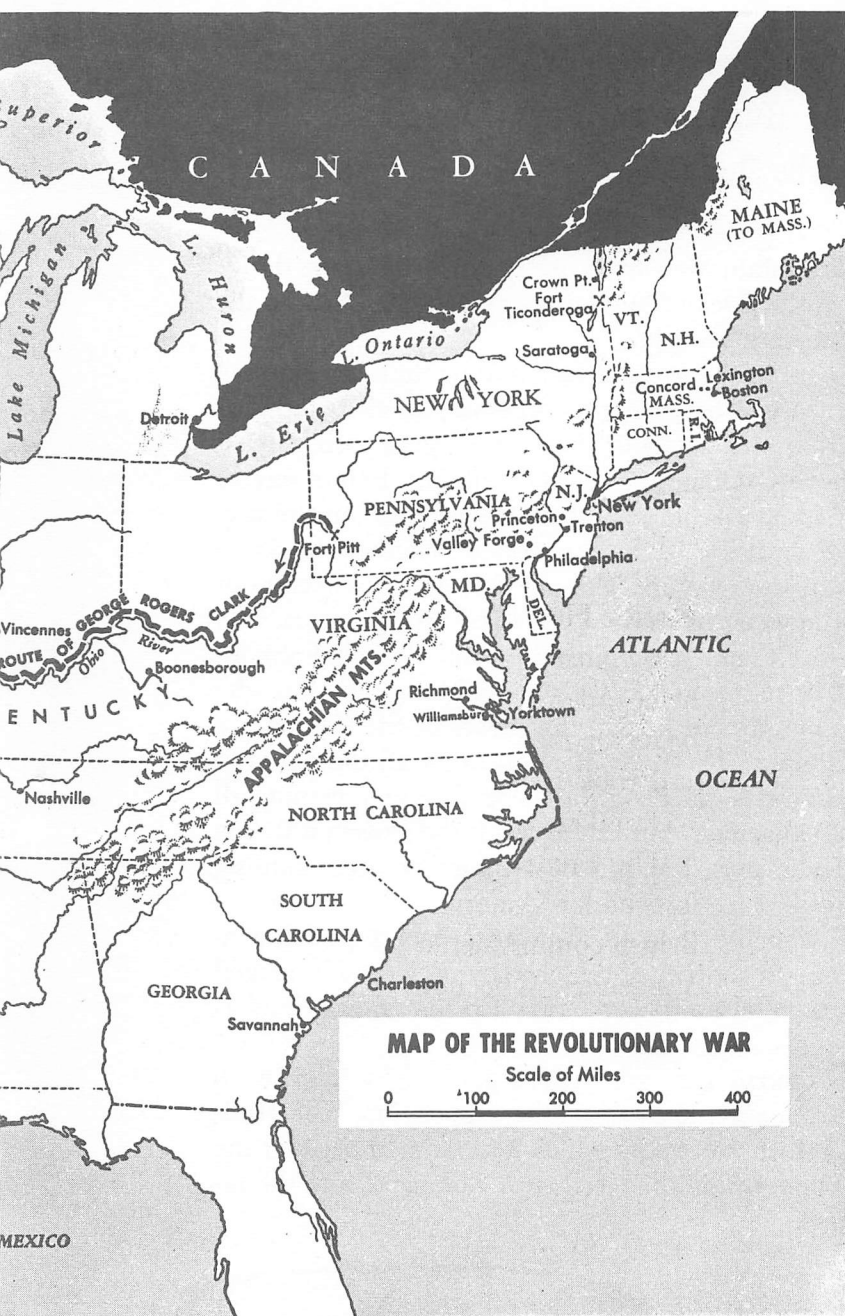 Superior
CANADA
MAINE
(TO MASS.)
Lake Michigan
L. Huron
Crown Pt.
Fort
Ticonderoga
VT.
N.H.
L. Ontario
Saratoga
Concord
Lexington
MASS.
Boston
NEW YORK
Detroit
L. Erie
CONN.
R.I.
N.J.
New York
PENNSYLVANIA
Princeton
Trenton
Fort Pitt
Valley Forge
Philadelphia
MD.
DEL.
Vincennes
ROUTE OF GEORGE ROGERS CLARK
VIRGINIA
Ohio River
Boonesborough
ATLANTIC
APPALACHIAN MTS.
Richmond
Williamsburg
Yorktown
ENTUCKY
OCEAN
Nashville
NORTH CAROLINA
SOUTH
CAROLINA
Charleston
GEORGIA
Savannah
MAP OF THE REVOLUTIONARY WAR
Scale of Miles
0 100 200 300 400
MEXICO